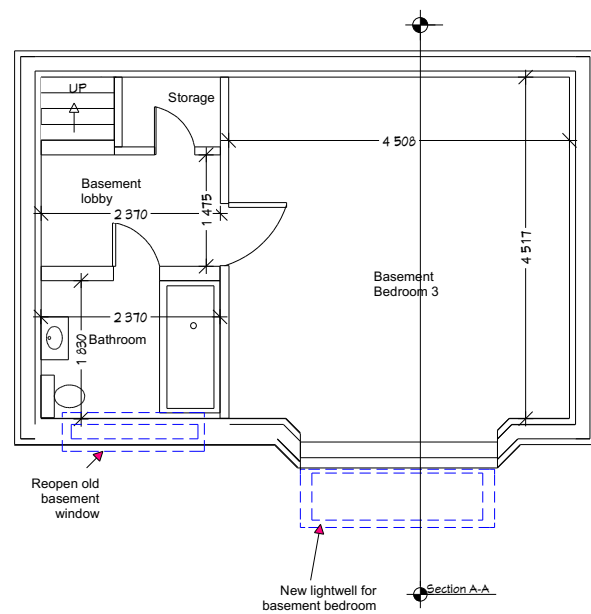 UP
Storage
4 508
Basement
lobby
2 370
1 475
4 517
Basement
Bedroom 3
2 370
Bathroom
1 830
Reopen old
basement
window
New lightwell for
basement bedroom
Section A-A